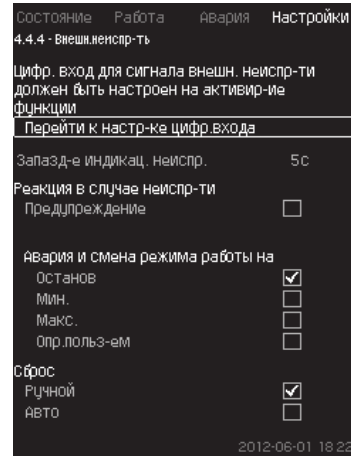 Состояние Работа Авария Настройки
4.4.4 - Внешн.неиспр-ть
Цифр. вход для сигнала внешн. неиспр-ти
должен быть настроен на активир-ие
функции
Перейти к настр-ке цифр.входа
Запазд-е индикац. неиспр. 5с
Реакция в случае неиспр-ти
Предупреждение
Авария и смена режима работы на
Останов
Мин.
Макс.
Опр.польз-ем
Сброс
Ручной
Авто
2012-06-01 18:22